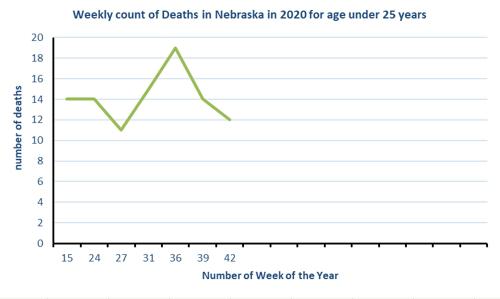 Weekly count of Deaths in Nebraska in 2020 for age under 25 years
number of deaths
20
18
16
14
12
10
8
6
4
2
0
15 24 27 31 36 39 42
Number of Week of the Year